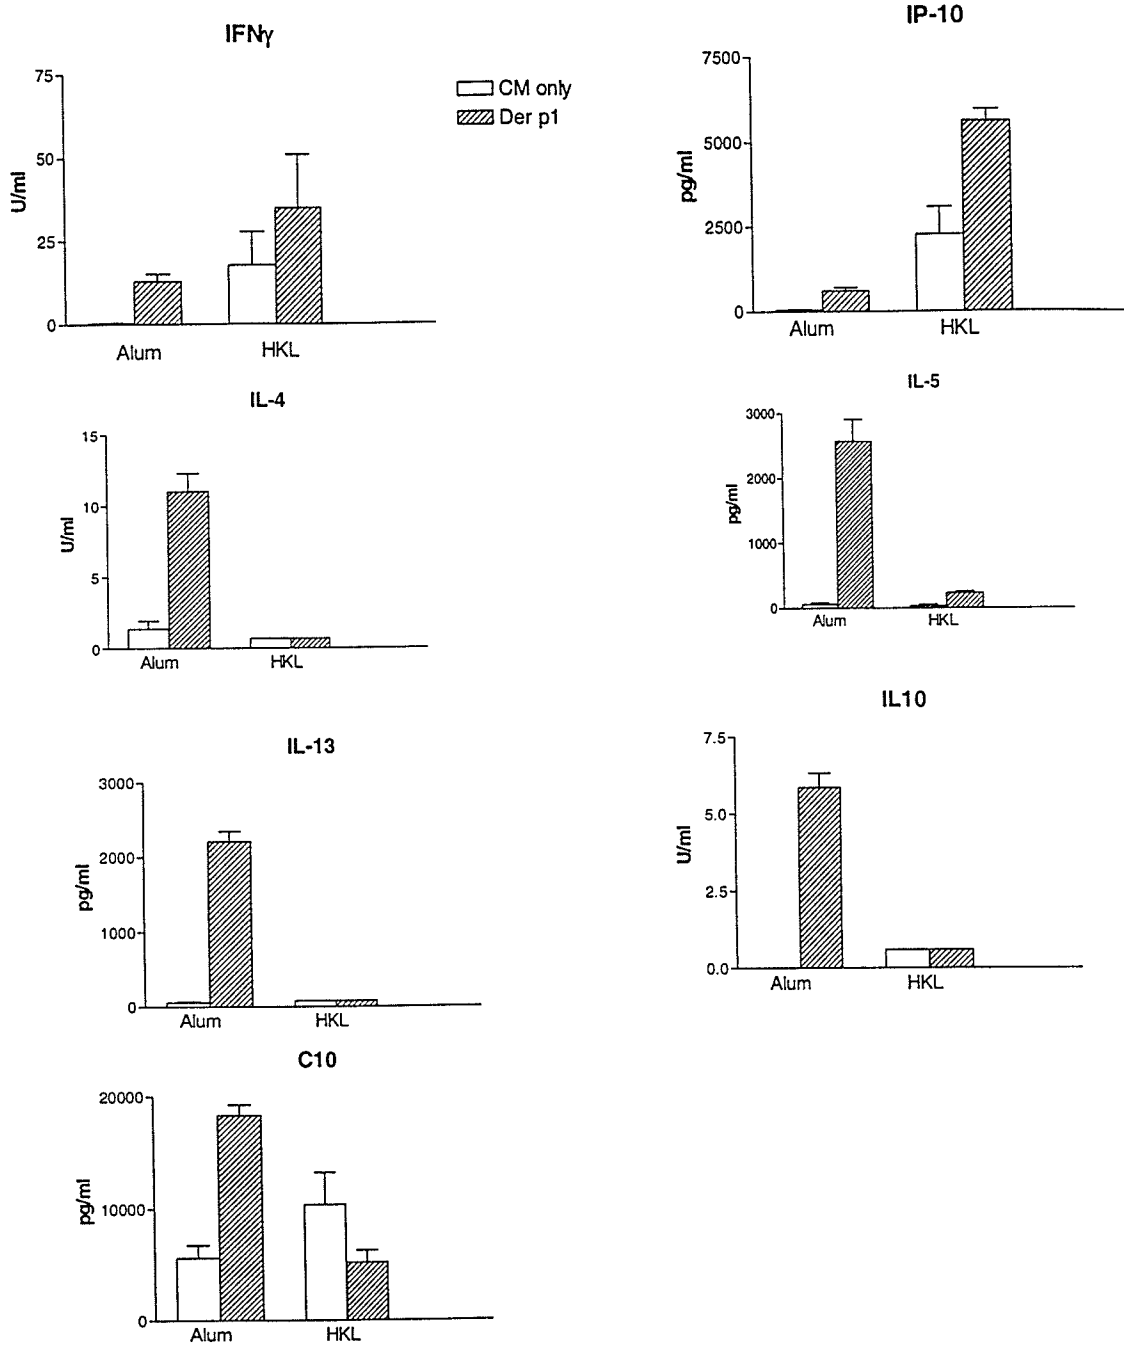 IFNγ
75
50
25
0
U/ml
Alum
HKL
CM only
Der p1
IP-10
7500
5000
2500
0
pg/ml
Alum
HKL
IL-4
15
10
5
0
U/ml
Alum
HKL
IL-5
3000
2000
1000
0
pg/ml
Alum
HKL
IL-13
3000
2000
1000
0
pg/ml
Alum
HKL
IL10
7.5
5.0
2.5
0.0
U/ml
Alum
HKL
C10
20000
10000
0
pg/ml
Alum
HKL